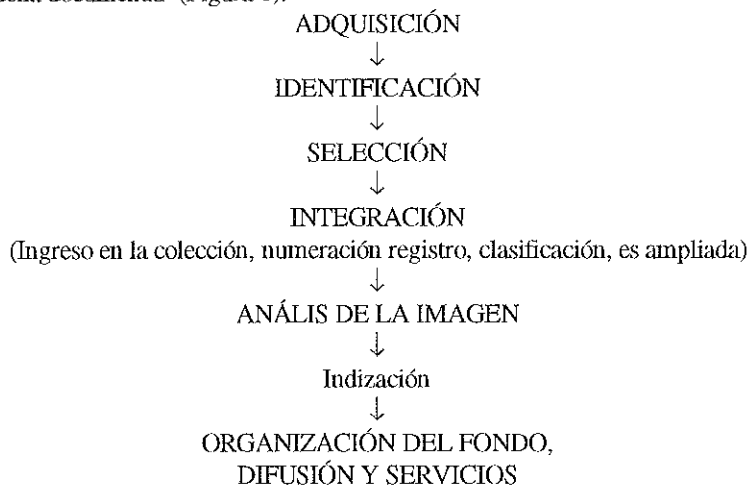 ADQUISICIÓN
↓
IDENTIFICACIÓN
↓
SELECCIÓN
↓
INTEGRACIÓN
(Ingreso en la colección, numeración registro, clasificación, es ampliada)
↓
ANÁLIS DE LA IMAGEN
↓
Indización
↓
ORGANIZACIÓN DEL FONDO,
DIFUSIÓN Y SERVICIOS